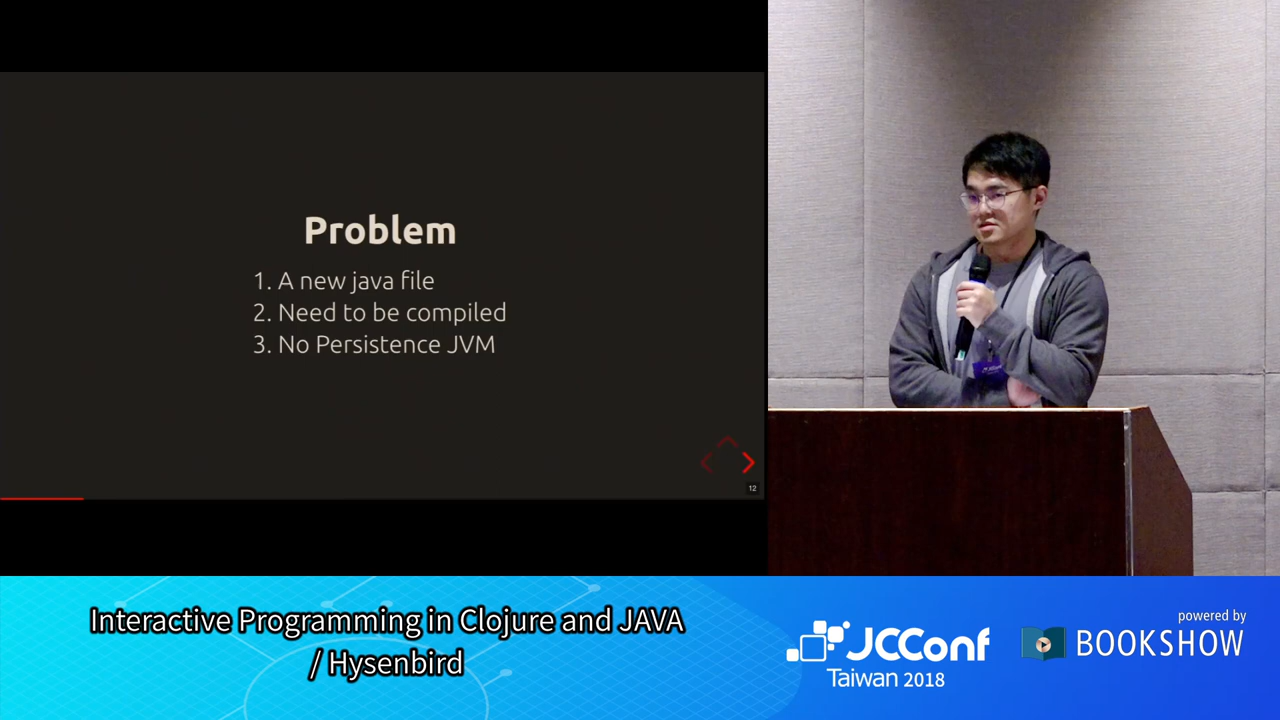 Problem
1. A new java file
2. Need to be compiled
3. No Persistence JVM
12
Interactive Programming in Clojure and JAVA
/ Hysenbird
JCConf
Taiwan 2018
powered by
BOOKSHOW